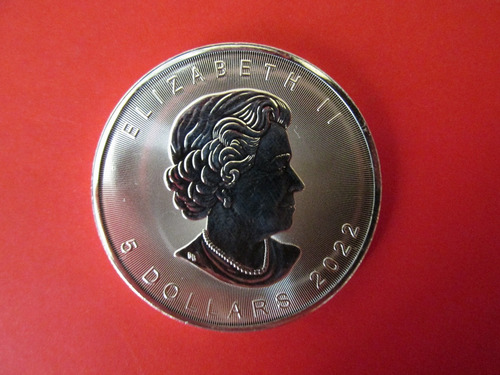 ELIZABETH II
5 DOLLARS 2022